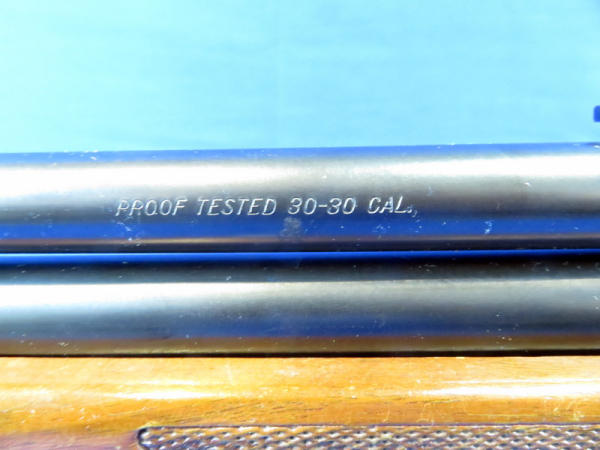 PROOF TESTED 30-30 CAL.